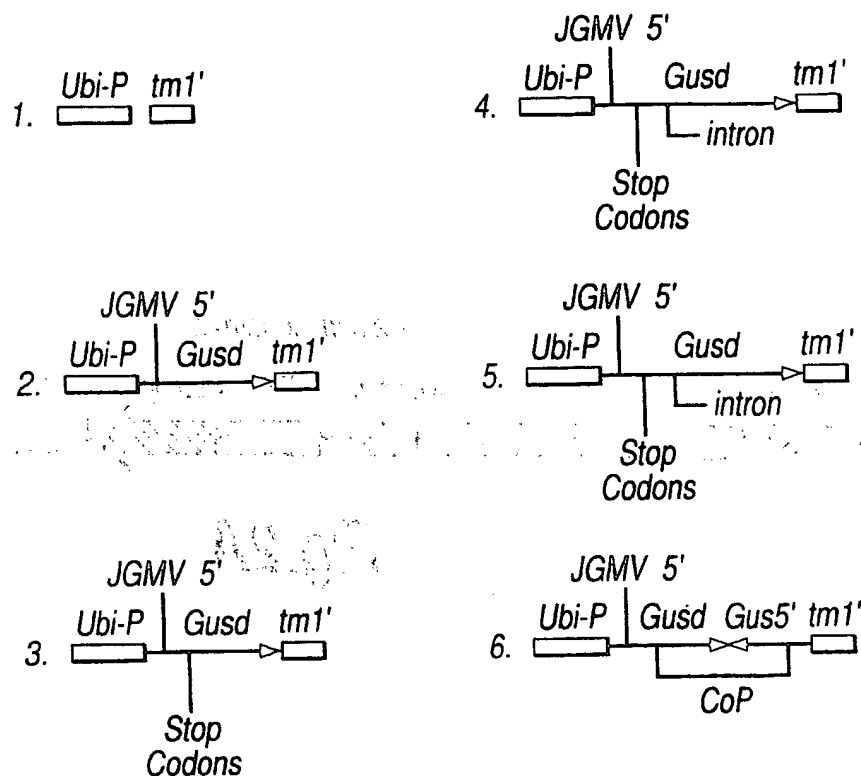 1. Ubi-P tm1'
2. JGMV 5'
Ubi-P Gusd tm1'
3. JGMV 5'
Ubi-P Gusd tm1'
Stop
Codons
4. JGMV 5'
Ubi-P Gusd tm1'
intron
Stop
Codons
5. JGMV 5'
Ubi-P Gusd tm1'
intron
Stop
Codons
6. JGMV 5'
Ubi-P Gusd Gus5' tm1'
CoP